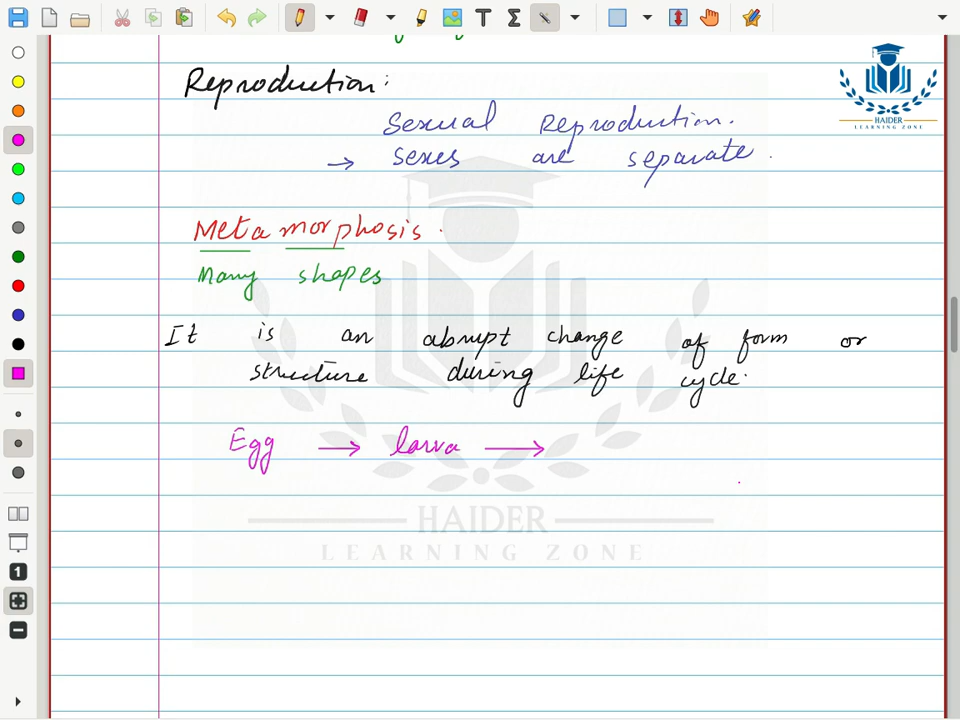 Reproduction:
Sexual Reproduction.
→ sexes are separate.
Metamorphosis.
Many shapes
It is an abrupt change of form or
structure during life cycle.
Egg → larva →
HAIDER
LEARNING ZONE
HAIDER
LEARNING ZONE